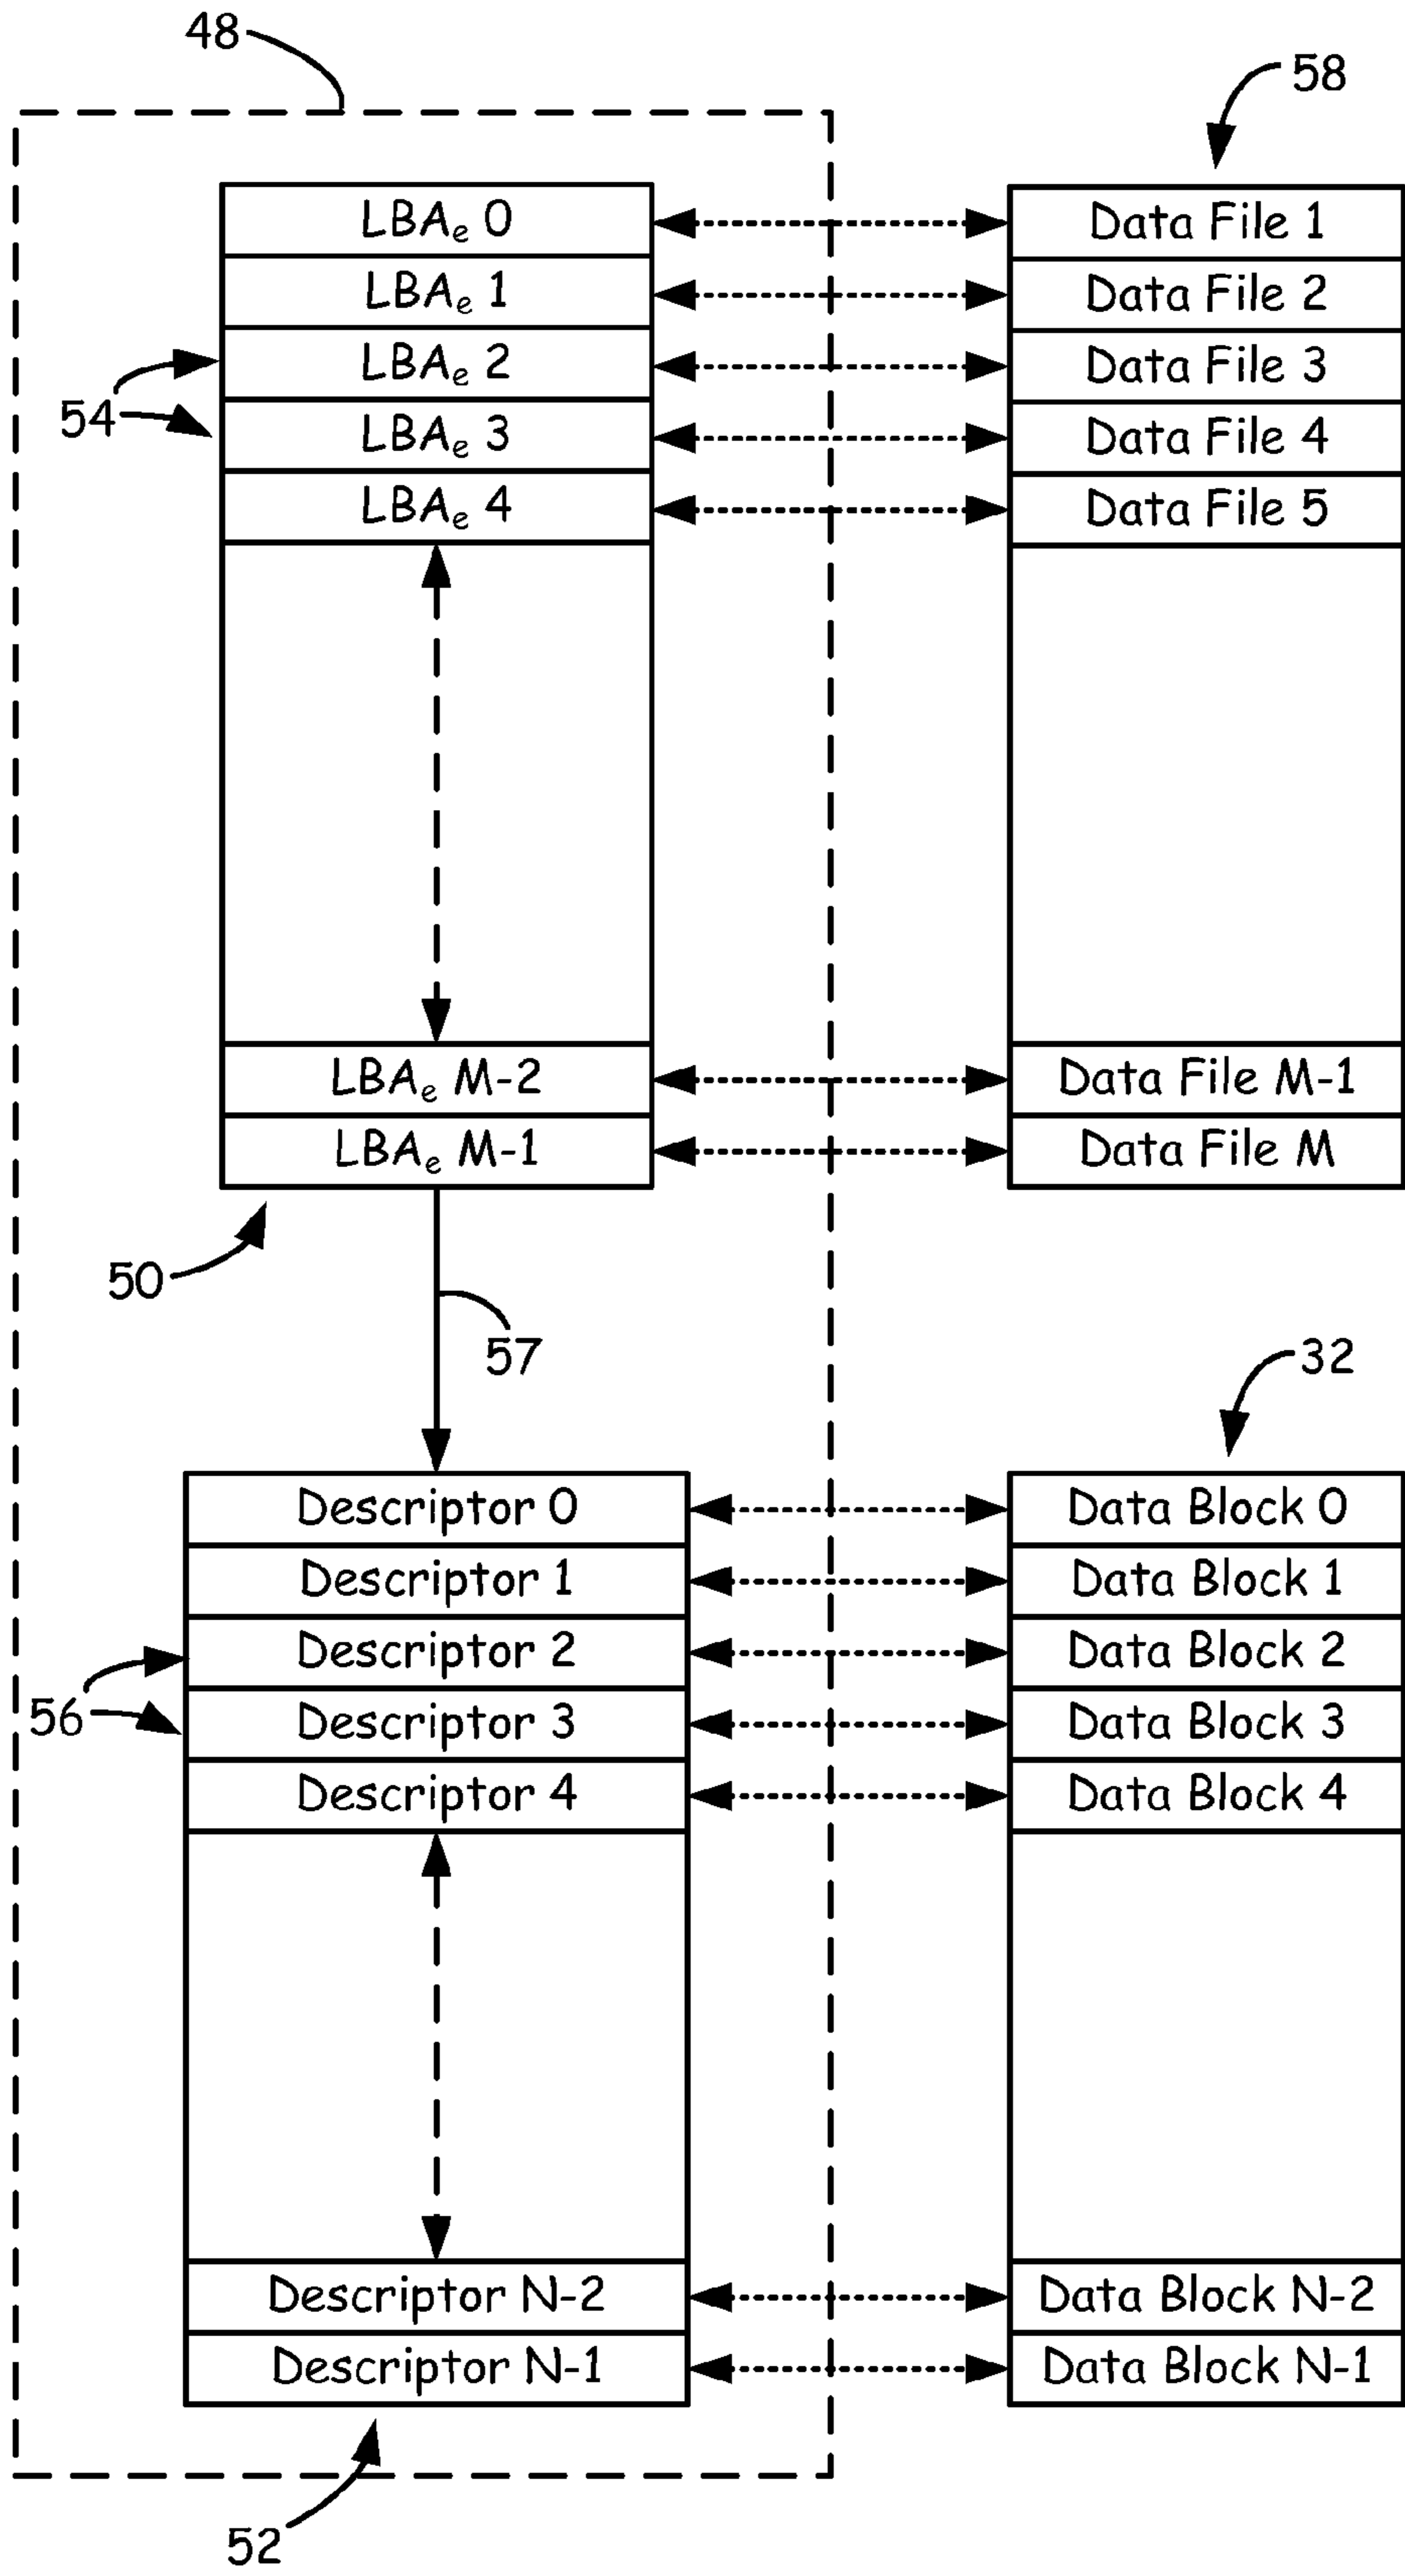 48
58
LBAe 0
Data File 1
LBAe 1
Data File 2
LBAe 2
Data File 3
54
LBAe 3
Data File 4
LBAe 4
Data File 5
LBAe M-2
Data File M-1
LBAe M-1
Data File M
50
57
32
Descriptor 0
Data Block 0
Descriptor 1
Data Block 1
Descriptor 2
Data Block 2
56
Descriptor 3
Data Block 3
Descriptor 4
Data Block 4
Descriptor N-2
Data Block N-2
Descriptor N-1
Data Block N-1
52